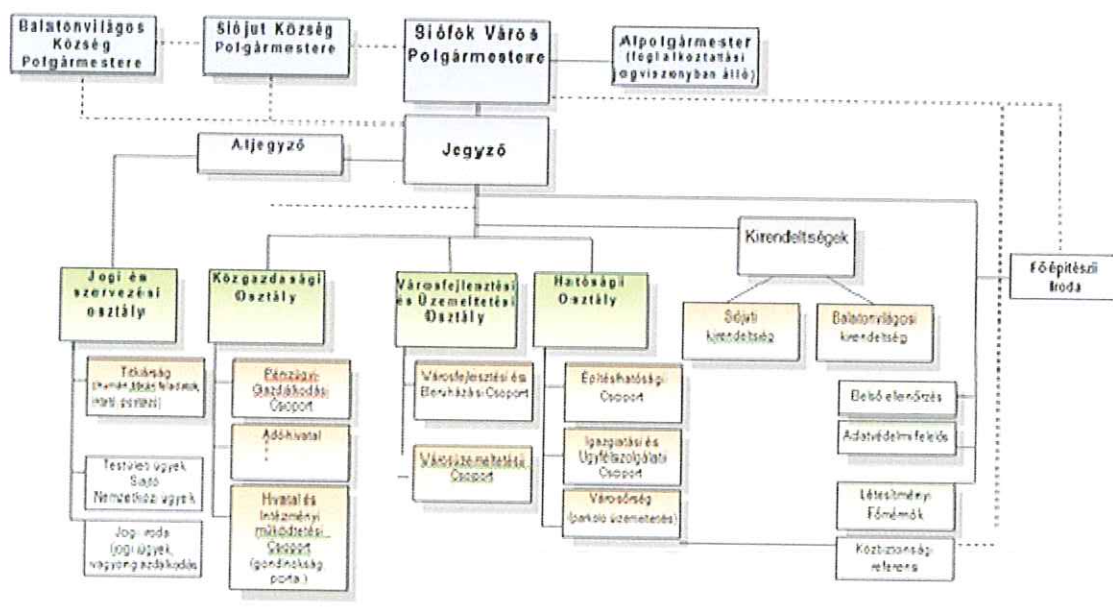 Balatonvilágos
Község
Polgármestere
Siójut Község
Polgármestere
Siófok Város
Polgármestere
Alpolgármester
(foglalkoztatási
jogviszonyban álló)
Aljegyző
Jegyző
Kirendeltségek
Főépítészi
Iroda
Jogi és
szervezési
osztály
Közgazdasági
Osztály
Városfejlesztési
és Üzemeltetési
Osztály
Hatósági
Osztály
Siójuti
kirendeltség
Balatonvilágosi
kirendeltség
Titkárság
Pénzügyi-
Gazdálkodási
Csoport
Városfejlesztési és
Beruházási Csoport
Építéshatósági
Csoport
Belső ellenőrzés
Adóhivatal
Városüzemeltetési
Csoport
Igazgatási és
Ügyfélszolgálati
Csoport
Adatvédelmi felelős
Testületi ügyek
Sajtó
Nemzetközi ügyek
Hivatal és
Intézményi
működtetési
Csoport
(gondnokság,
porta)
Városőrség
(parkoló üzemeltetés)
Létesítményi
Főmérnök
Jogi iroda
(jogi ügyek,
vagyongazdálkodás)
Közbiztonsági
referens